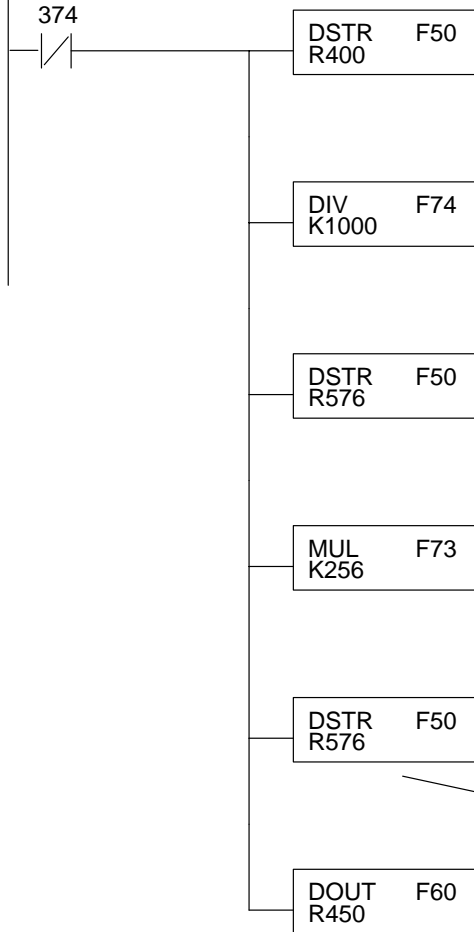 374
DSTR F50
R400
DIV F74
K1000
DSTR F50
R576
MUL F73
K256
DSTR F50
R576
DOUT F60
R450